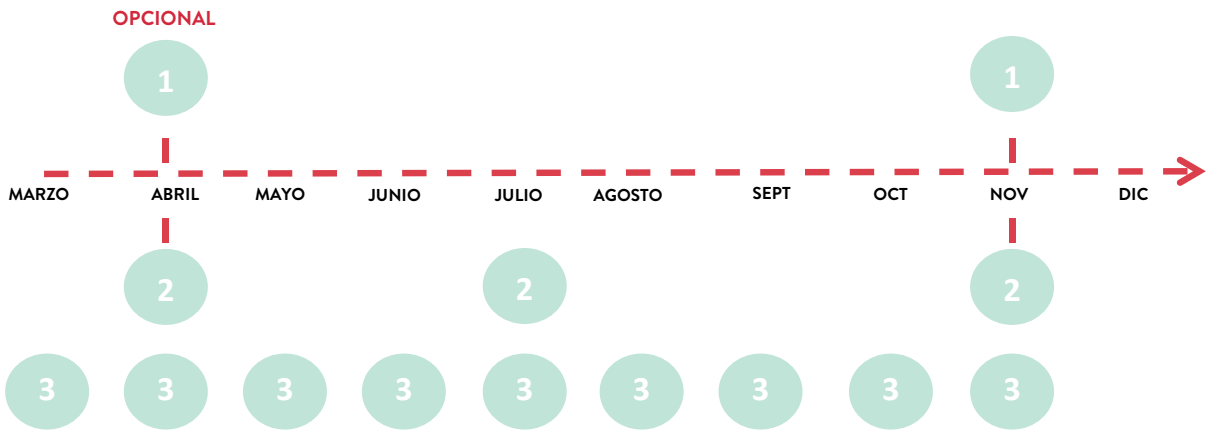 OPCIONAL
1 1
MARZO ABRIL MAYO JUNIO JULIO AGOSTO SEPT OCT NOV DIC
2 2 2
3 3 3 3 3 3 3 3 3